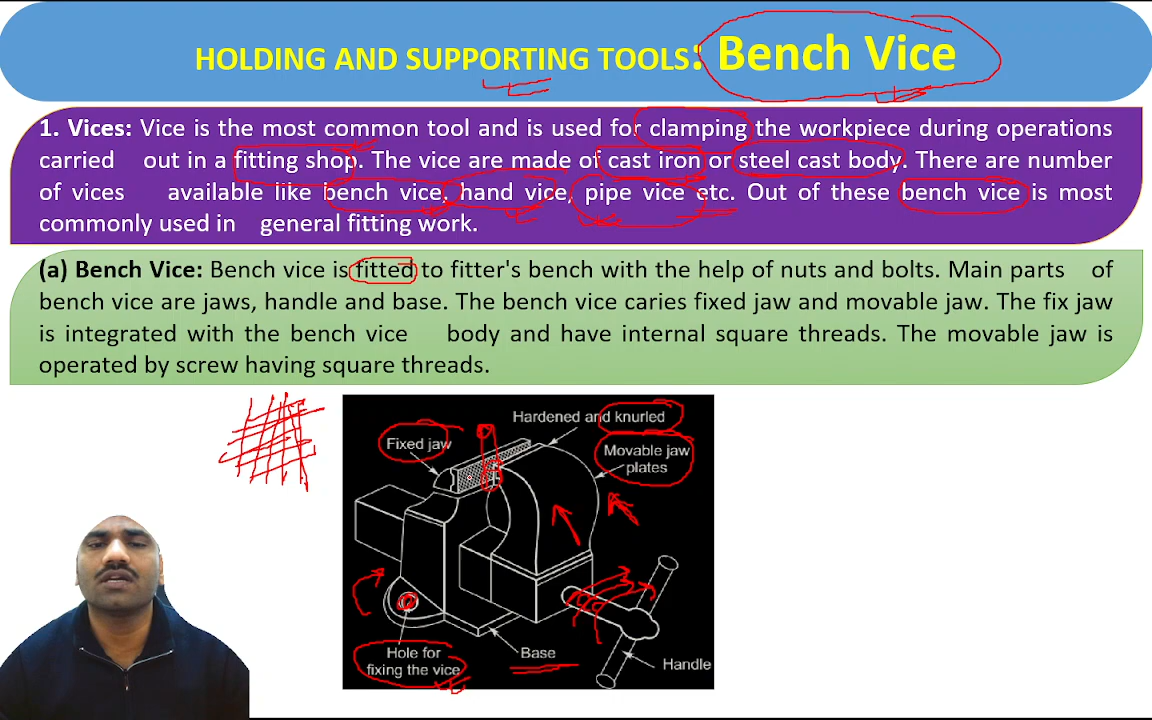 HOLDING AND SUPPORTING TOOLS: Bench Vice
1. Vices: Vice is the most common tool and is used for clamping the workpiece during operations
carried out in a fitting shop. The vice are made of cast iron or steel cast body. There are number
of vices available like bench vice, hand vice, pipe vice etc. Out of these bench vice is most
commonly used in general fitting work.
(a) Bench Vice: Bench vice is fitted to fitter's bench with the help of nuts and bolts. Main parts of
bench vice are jaws, handle and base. The bench vice caries fixed jaw and movable jaw. The fix jaw
is integrated with the bench vice body and have internal square threads. The movable jaw is
operated by screw having square threads.
Hardened and knurled
Fixed jaw
Movable jaw
plates
Hole for
fixing the vice
Base
Handle